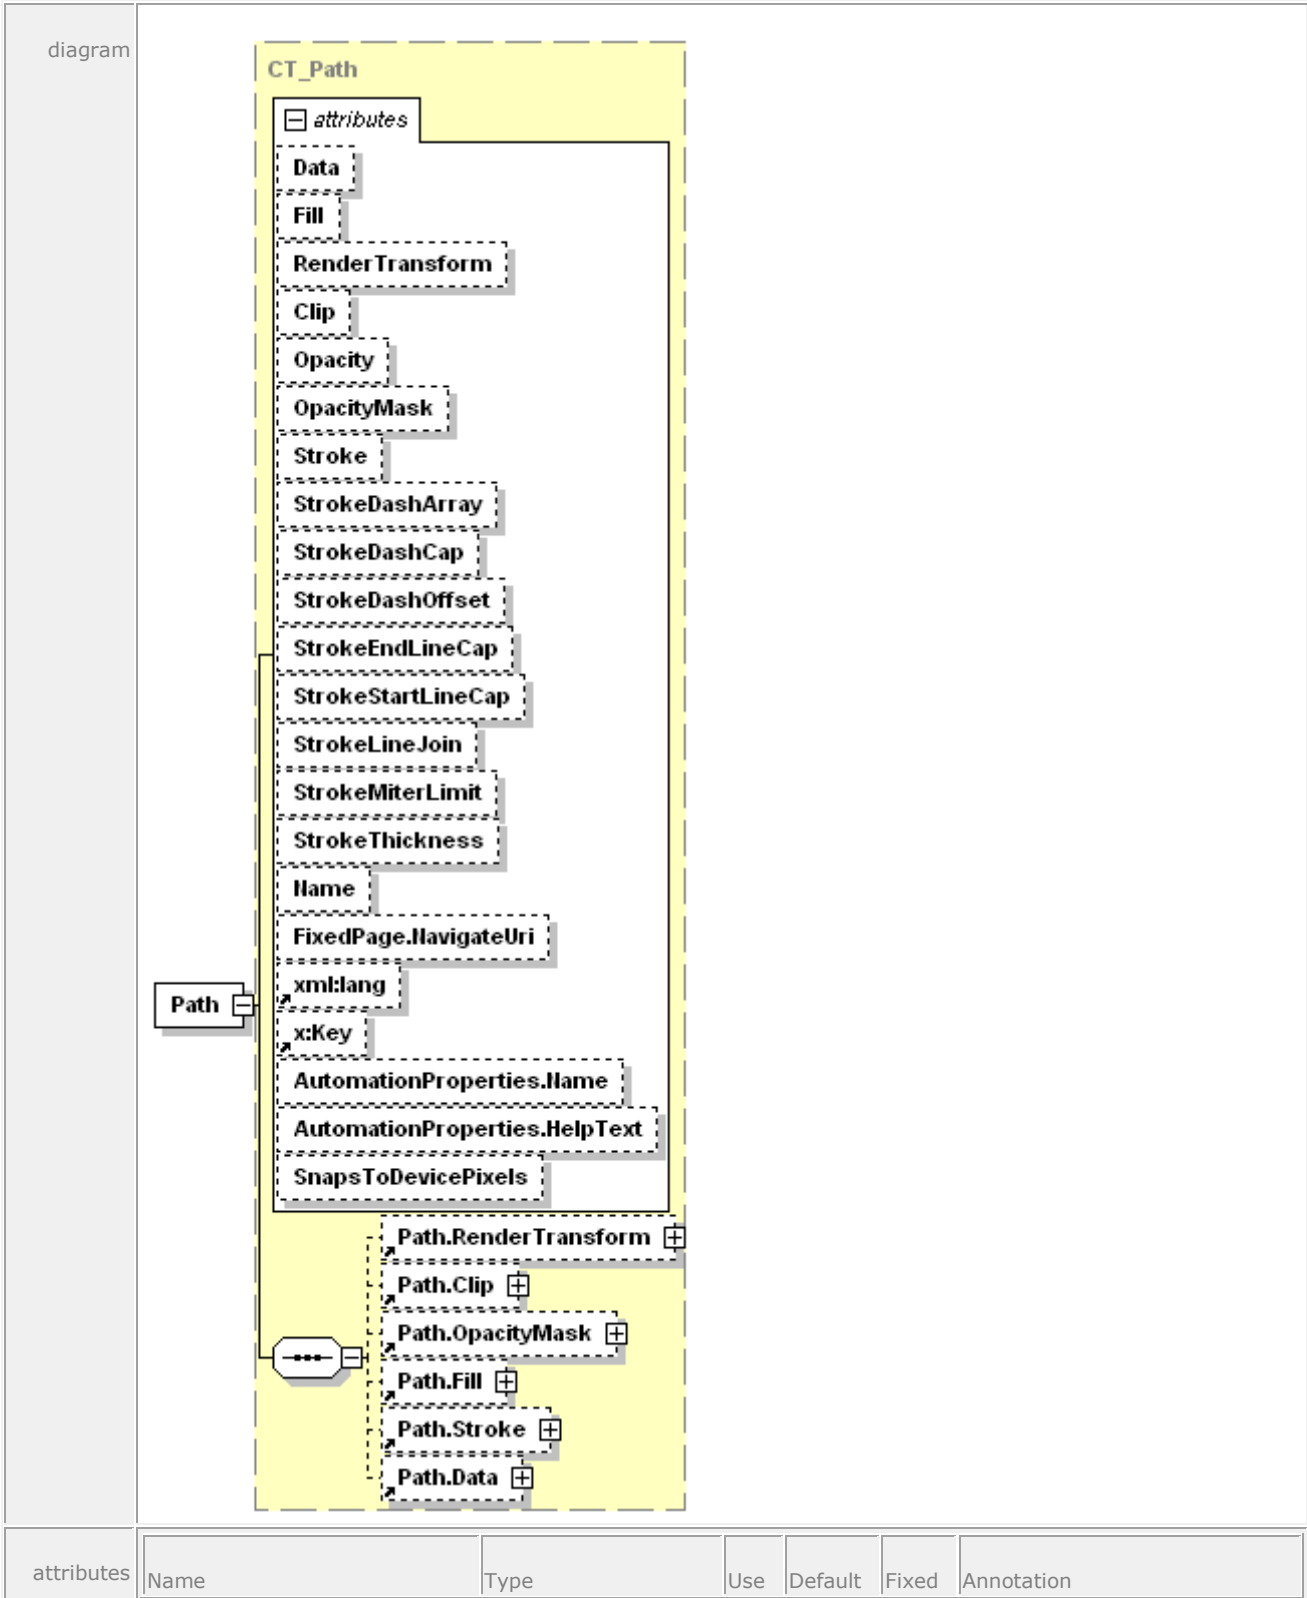 diagram
CT_Path
attributes
Data
Fill
RenderTransform
Clip
Opacity
OpacityMask
Stroke
StrokeDashArray
StrokeDashCap
StrokeDashOffset
StrokeEndLineCap
StrokeStartLineCap
StrokeLineJoin
StrokeMiterLimit
StrokeThickness
Name
FixedPage.NavigateUri
xml:lang
Path
x:Key
AutomationProperties.Name
AutomationProperties.HelpText
SnapsToDevicePixels
Path.RenderTransform
Path.Clip
Path.OpacityMask
Path.Fill
Path.Stroke
Path.Data
attributes Name Type Use Default Fixed Annotation